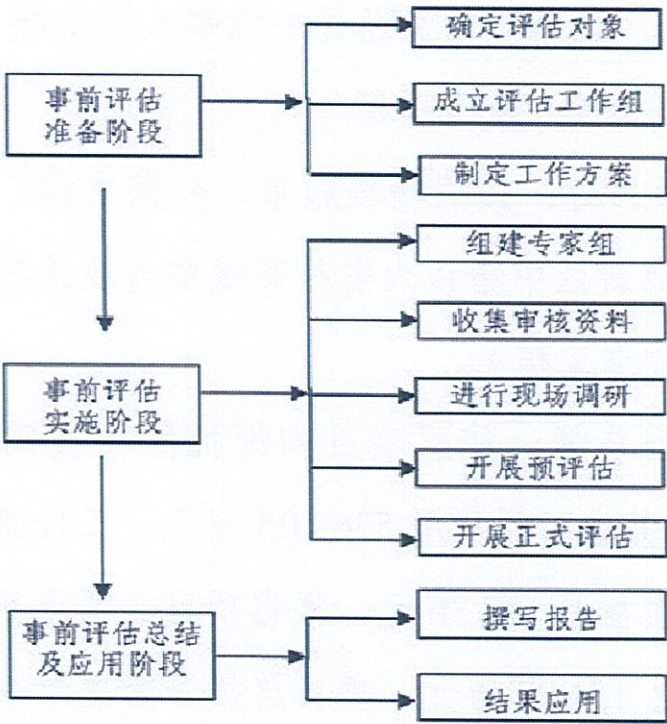 事前评估
准备阶段
确定评估对象
成立评估工作组
制定工作方案
事前评估
实施阶段
组建专家组
收集审核资料
进行现场调研
开展预评估
开展正式评估
事前评估总结
及应用阶段
撰写报告
结果应用